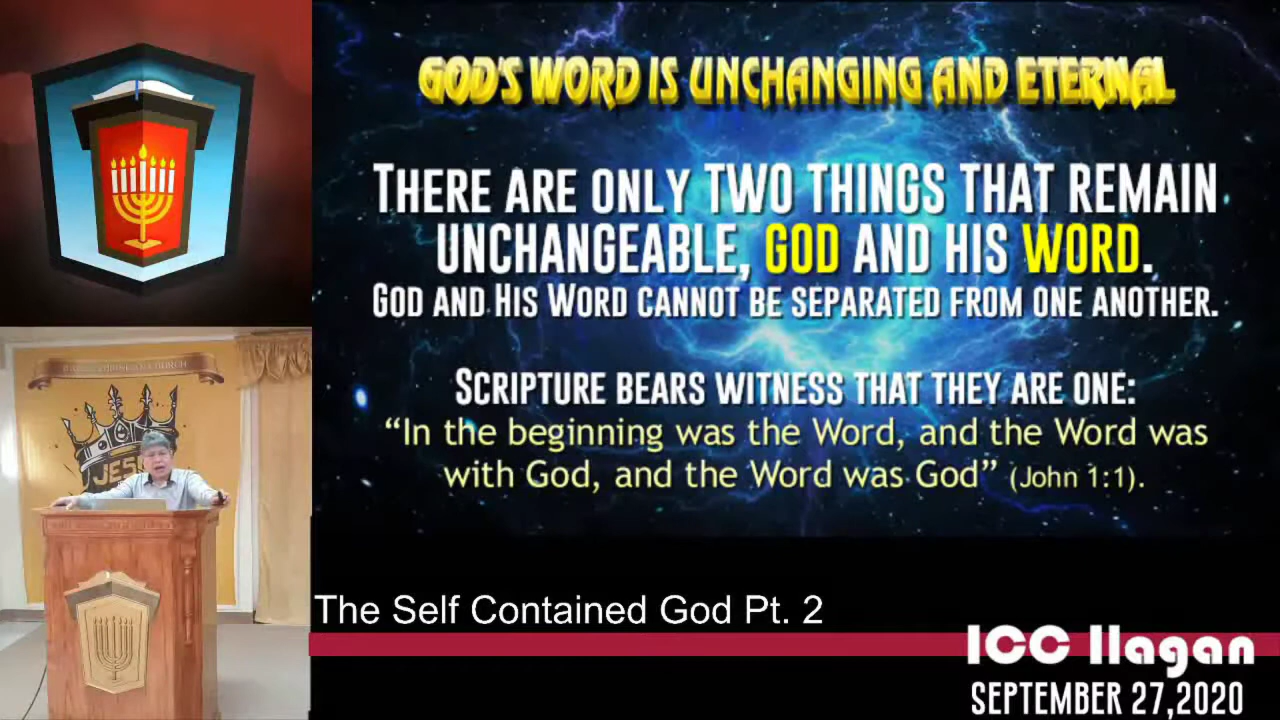 GOD'S WORD IS UNCHANGING AND ETERNAL
THERE ARE ONLY TWO THINGS THAT REMAIN
UNCHANGEABLE, GOD AND HIS WORD.
GOD AND HIS WORD CANNOT BE SEPARATED FROM ONE ANOTHER.
SCRIPTURE BEARS WITNESS THAT THEY ARE ONE:
“In the beginning was the Word, and the Word was
with God, and the Word was God” (John 1:1).
CHURCH
JESU
The Self Contained God Pt. 2
ICC Ilagan
SEPTEMBER 27,2020